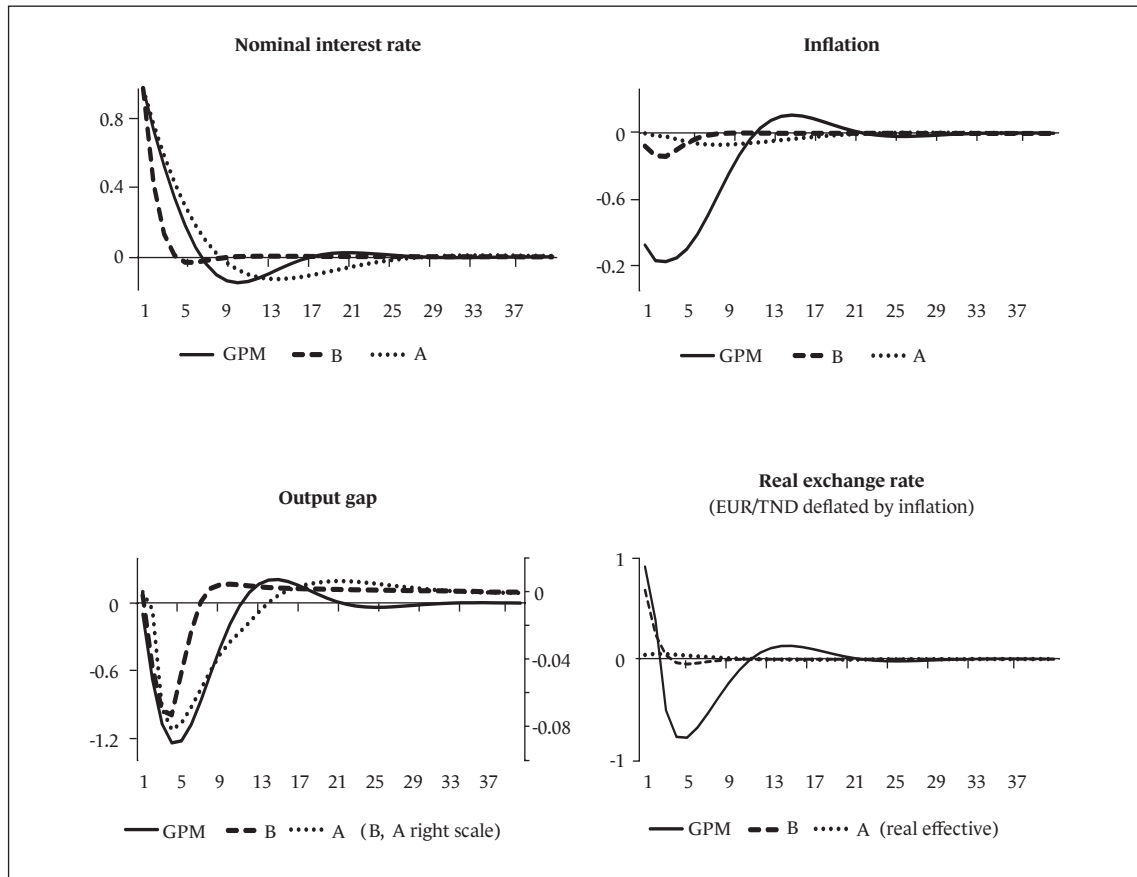 Nominal interest rate
0.8
0.4
0
1 5 9 13 17 21 25 29 33 37
GPM B A
Inflation
0
-0.6
-0.2
1 5 9 13 17 21 25 29 33 37
GPM B A
Output gap
0
-0.6
-1.2
0
-0.04
-0.08
1 5 9 13 17 21 25 29 33 37
GPM B A (B, A right scale)
Real exchange rate
(EUR/TND deflated by inflation)
1
0
-1
1 5 9 13 17 21 25 29 33 37
GPM B A (real effective)